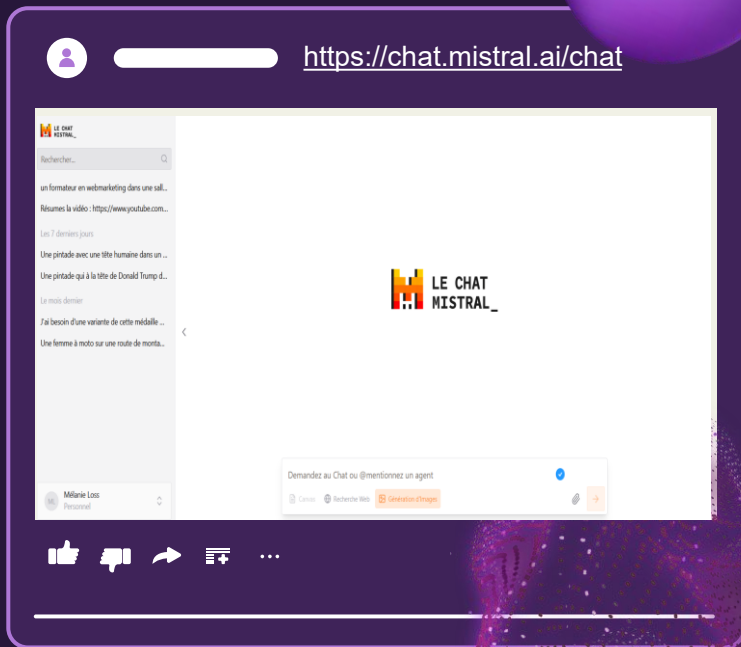 https://chat.mistral.ai/chat
LE CHAT
MISTRAL_
Rechercher...
un formateur en webmarketing dans une sall...
Résumes la vidéo : https://www.youtube.com...
Les 7 derniers jours
Une pintade avec une tête humaine dans un ...
Une pintade qui à la tête de Donald Trump d...
Le mois dernier
J'ai besoin d'une variante de cette médaille ...
Une femme à moto sur une route de monta...
LE CHAT
MISTRAL_
Demandez au Chat ou @mentionnez un agent
Canvas Recherche Web Génération d'Images
Mélanie Loss
Personnel